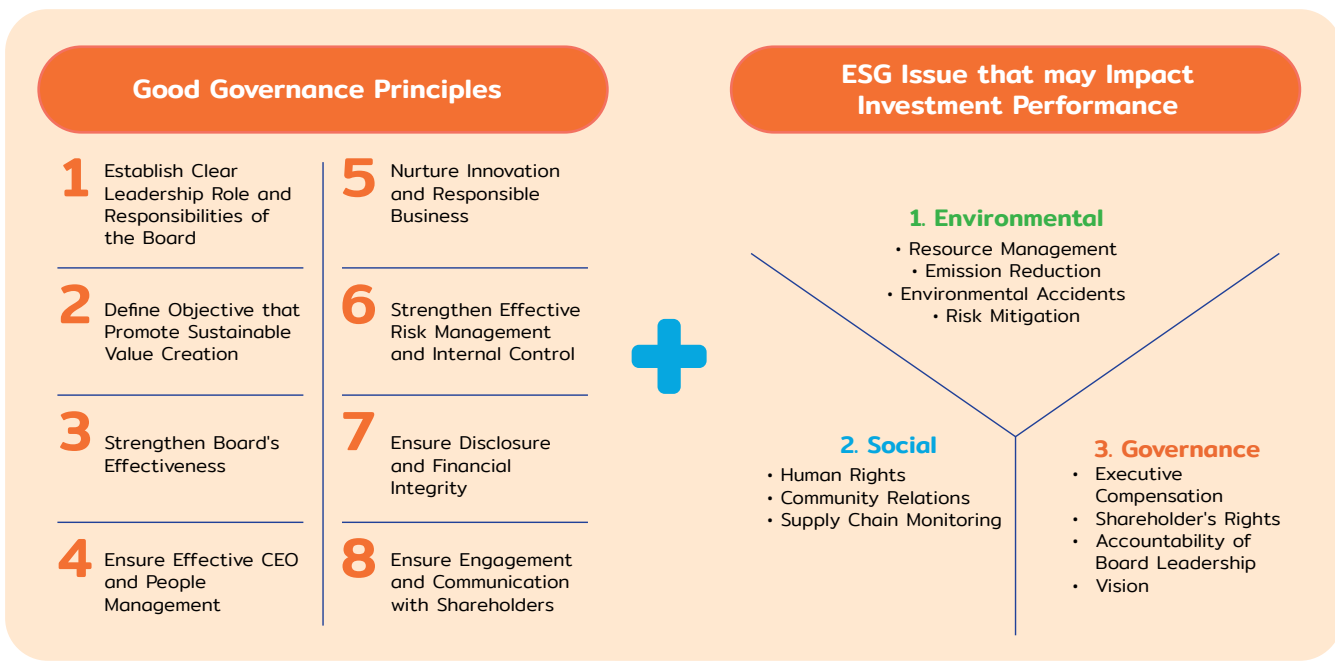 Good Governance Principles
1
Establish Clear
Leadership Role and
Responsibilities of
the Board
2
Define Objective that
Promote Sustainable
Value Creation
3
Strengthen Board's
Effectiveness
4
Ensure Effective CEO
and People
Management
5
Nurture Innovation
and Responsible
Business
6
Strengthen Effective
Risk Management
and Internal Control
7
Ensure Disclosure
and Financial
Integrity
8
Ensure Engagement
and Communication
with Shareholders
ESG Issue that may Impact
Investment Performance
1. Environmental
• Resource Management
• Emission Reduction
• Environmental Accidents
• Risk Mitigation
2. Social
• Human Rights
• Community Relations
• Supply Chain Monitoring
3. Governance
• Executive
Compensation
• Shareholder's Rights
• Accountability of
Board Leadership
• Vision